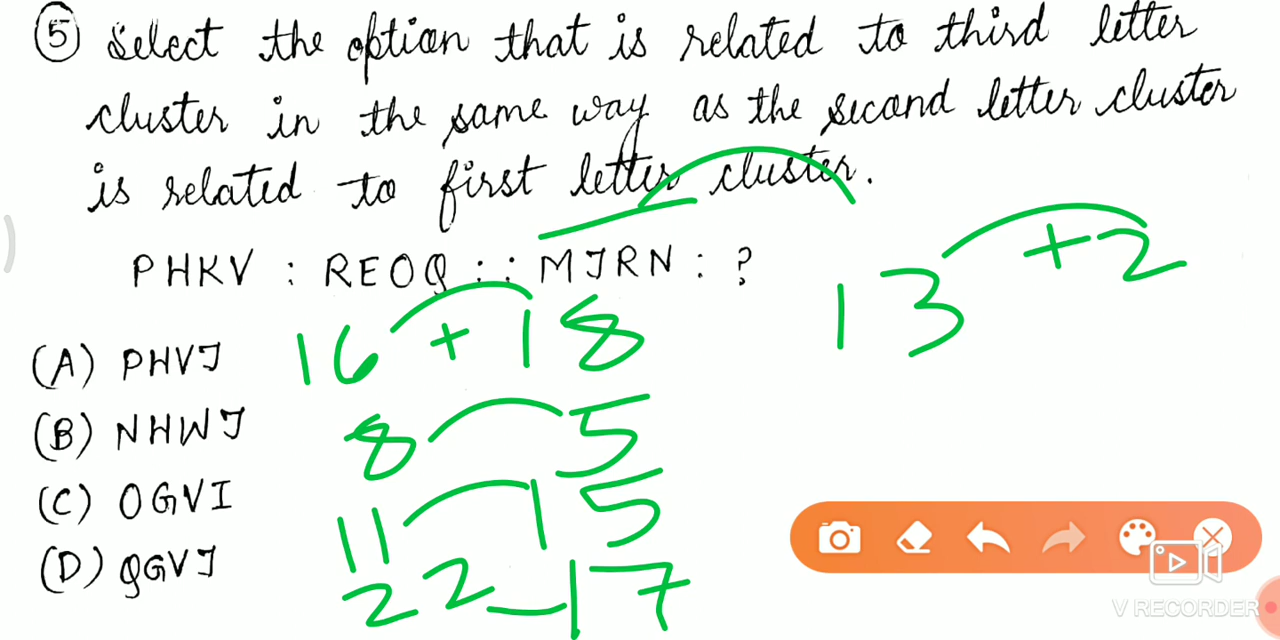 ⑤ Select the option that is related to third letter
cluster in the same way as the second letter cluster
is related to first letter cluster.
PHKV : REOQ : : MJRN : ?
13 +2
(A) PHVJ 16 + 18
(B) NHWJ 8 5
(C) OGVI 11 15
(D) QGVJ 22 17
V RECORDER